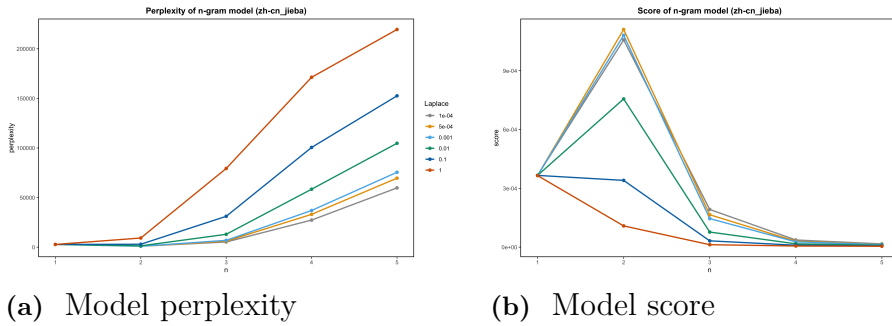 Perplexity of n-gram model (zh-cn_jieba)
perplexity
200000
150000
100000
50000
0
1 2 3 4 5
n
Laplace
1e-04
5e-04
0.001
0.01
0.1
1
(a) Model perplexity
Score of n-gram model (zh-cn_jieba)
score
9e-04
6e-04
3e-04
0e+00
1 2 3 4 5
n
(b) Model score